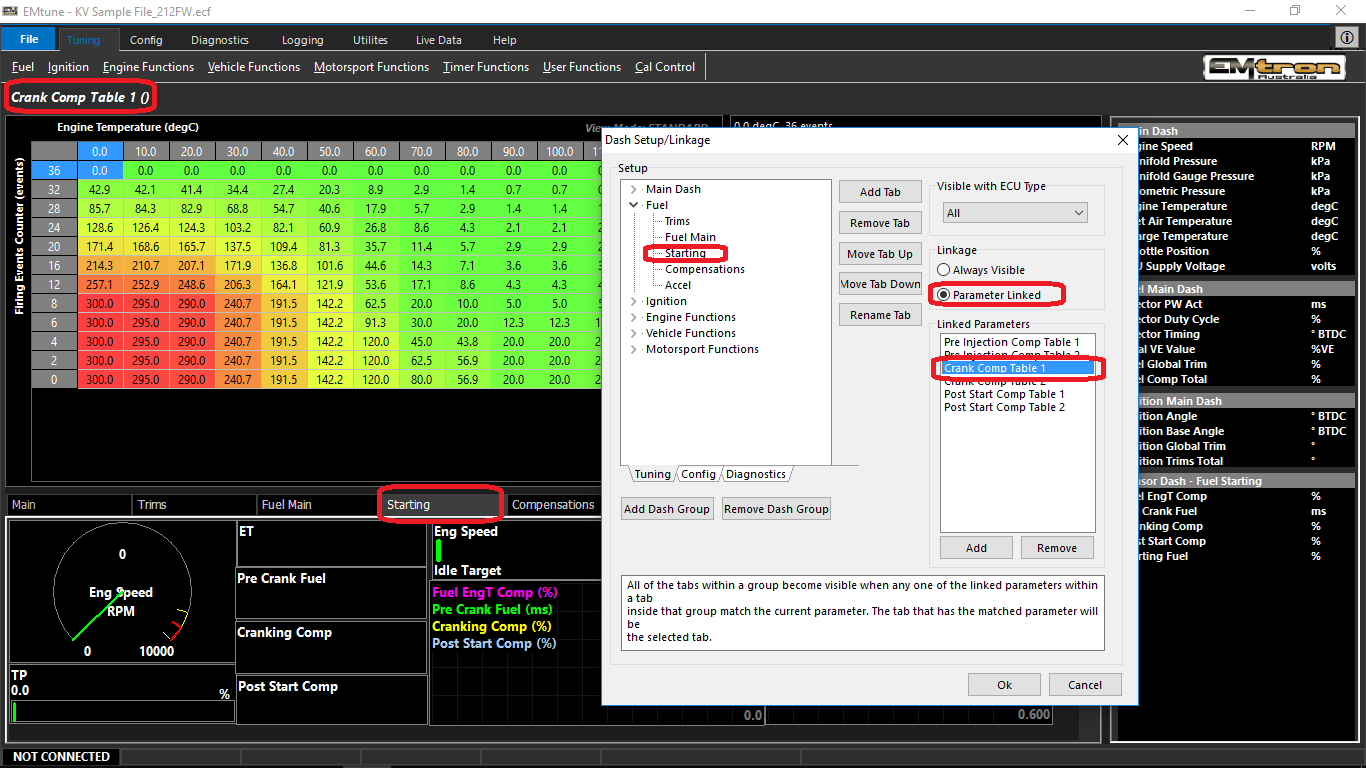 EMtune - KV Sample File_212FW.ecf
File Tuning Config Diagnostics Logging Utilites Live Data Help
Fuel Ignition Engine Functions Vehicle Functions Motorsport Functions Timer Functions User Functions Cal Control
EMtron
Australia
Crank Comp Table 1 ()
Engine Temperature (degC)
View Mode: STANDARD
0.0 degC, 36 events
Firing Events Counter (events)
0.0 10.0 20.0 30.0 40.0 50.0 60.0 70.0 80.0 90.0 100.0
36 0.0 0.0 0.0 0.0 0.0 0.0 0.0 0.0 0.0 0.0 0.0
32 42.9 42.1 41.4 34.4 27.4 20.3 8.9 2.9 1.4 0.7 0.7
28 85.7 84.3 82.9 68.8 54.7 40.6 17.9 5.7 2.9 1.4 1.4
24 128.6 126.4 124.3 103.2 82.1 60.9 26.8 8.6 4.3 2.1 2.1
20 171.4 168.6 165.7 137.5 109.4 81.3 35.7 11.4 5.7 2.9 2.9
16 214.3 210.7 207.1 171.9 136.8 101.6 44.6 14.3 7.1 3.6 3.6
12 257.1 252.9 248.6 206.3 164.1 121.9 53.6 17.1 8.6 4.3 4.3
8 300.0 295.0 290.0 240.7 191.5 142.2 62.5 20.0 10.0 5.0 5.0
6 300.0 295.0 290.0 240.7 191.5 142.2 91.3 30.0 20.0 12.3 12.3
4 300.0 295.0 290.0 240.7 191.5 142.2 120.0 45.0 43.8 20.0 20.0
2 300.0 295.0 290.0 240.7 191.5 142.2 120.0 62.5 56.9 20.0 20.0
0 300.0 295.0 290.0 240.7 191.5 142.2 120.0 80.0 56.9 20.0 20.0
Main Trims Fuel Main Starting Compensations
0
Eng Speed
RPM
0 10000
TP
0.0 %
ET
Pre Crank Fuel
Cranking Comp
Post Start Comp
Eng Speed
Idle Target
Fuel EngT Comp (%)
Pre Crank Fuel (ms)
Cranking Comp (%)
Post Start Comp (%)
0.0
0.600
NOT CONNECTED
Dash Setup/Linkage
Setup
Main Dash
Fuel
Trims
Fuel Main
Starting
Compensations
Accel
Ignition
Engine Functions
Vehicle Functions
Motorsport Functions
Tuning Config Diagnostics
Add Dash Group Remove Dash Group
Add Tab
Remove Tab
Move Tab Up
Move Tab Down
Rename Tab
Visible with ECU Type
All
Linkage
Always Visible
Parameter Linked
Linked Parameters
Pre Injection Comp Table 1
Pre Injection Comp Table 2
Crank Comp Table 1
Crank Comp Table 2
Post Start Comp Table 1
Post Start Comp Table 2
Add Remove
All of the tabs within a group become visible when any one of the linked parameters within
a tab
inside that group match the current parameter. The tab that has the matched parameter will
be
the selected tab.
Ok Cancel
Dash
Speed RPM
Pressure kPa
Gauge Pressure kPa
Pressure kPa
Temperature degC
Air Temperature degC
Temperature degC
Position %
Supply Voltage volts
Main Dash
PW Act ms
Duty Cycle %
Timing ° BTDC
VE Value %VE
Global Trim %
Comp Total %
Main Dash
Angle ° BTDC
Base Angle ° BTDC
Global Trim °
Trims Total °
Dash - Fuel Starting
EngT Comp %
Crank Fuel ms
Comp %
Start Comp %
Fuel %